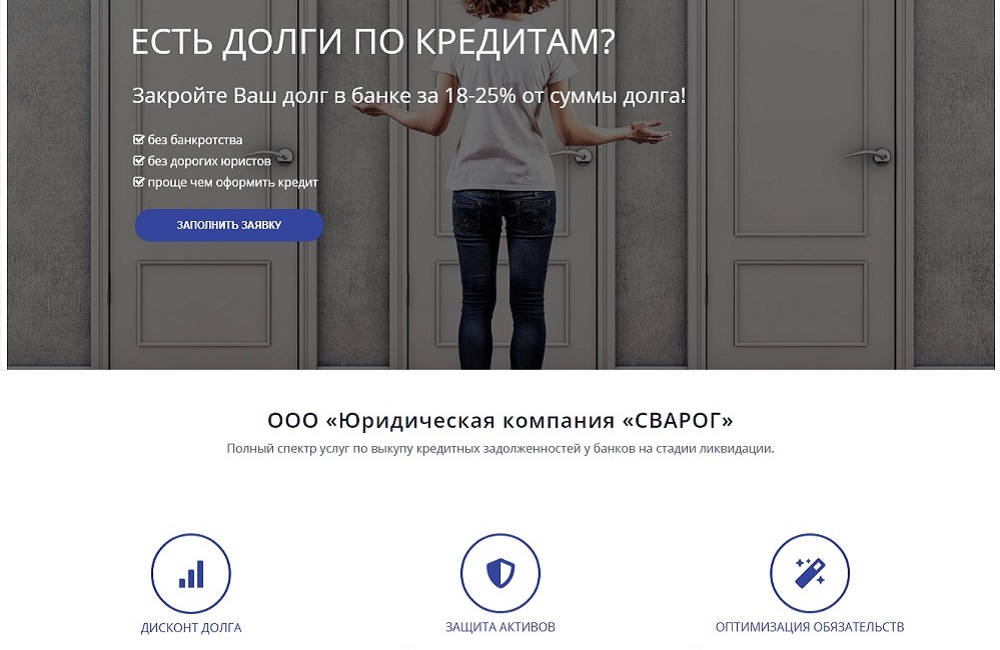 ЕСТЬ ДОЛГИ ПО КРЕДИТАМ?
Закройте Ваш долг в банке за 18-25% от суммы долга!
без банкротства
без дорогих юристов
проще чем оформить кредит
ЗАПОЛНИТЬ ЗАЯВКУ
ООО «Юридическая компания «СВАРОГ»
Полный спектр услуг по выкупу кредитных задолженностей у банков на стадии ликвидации.
ДИСКОНТ ДОЛГА
ЗАЩИТА АКТИВОВ
ОПТИМИЗАЦИЯ ОБЯЗАТЕЛЬСТВ